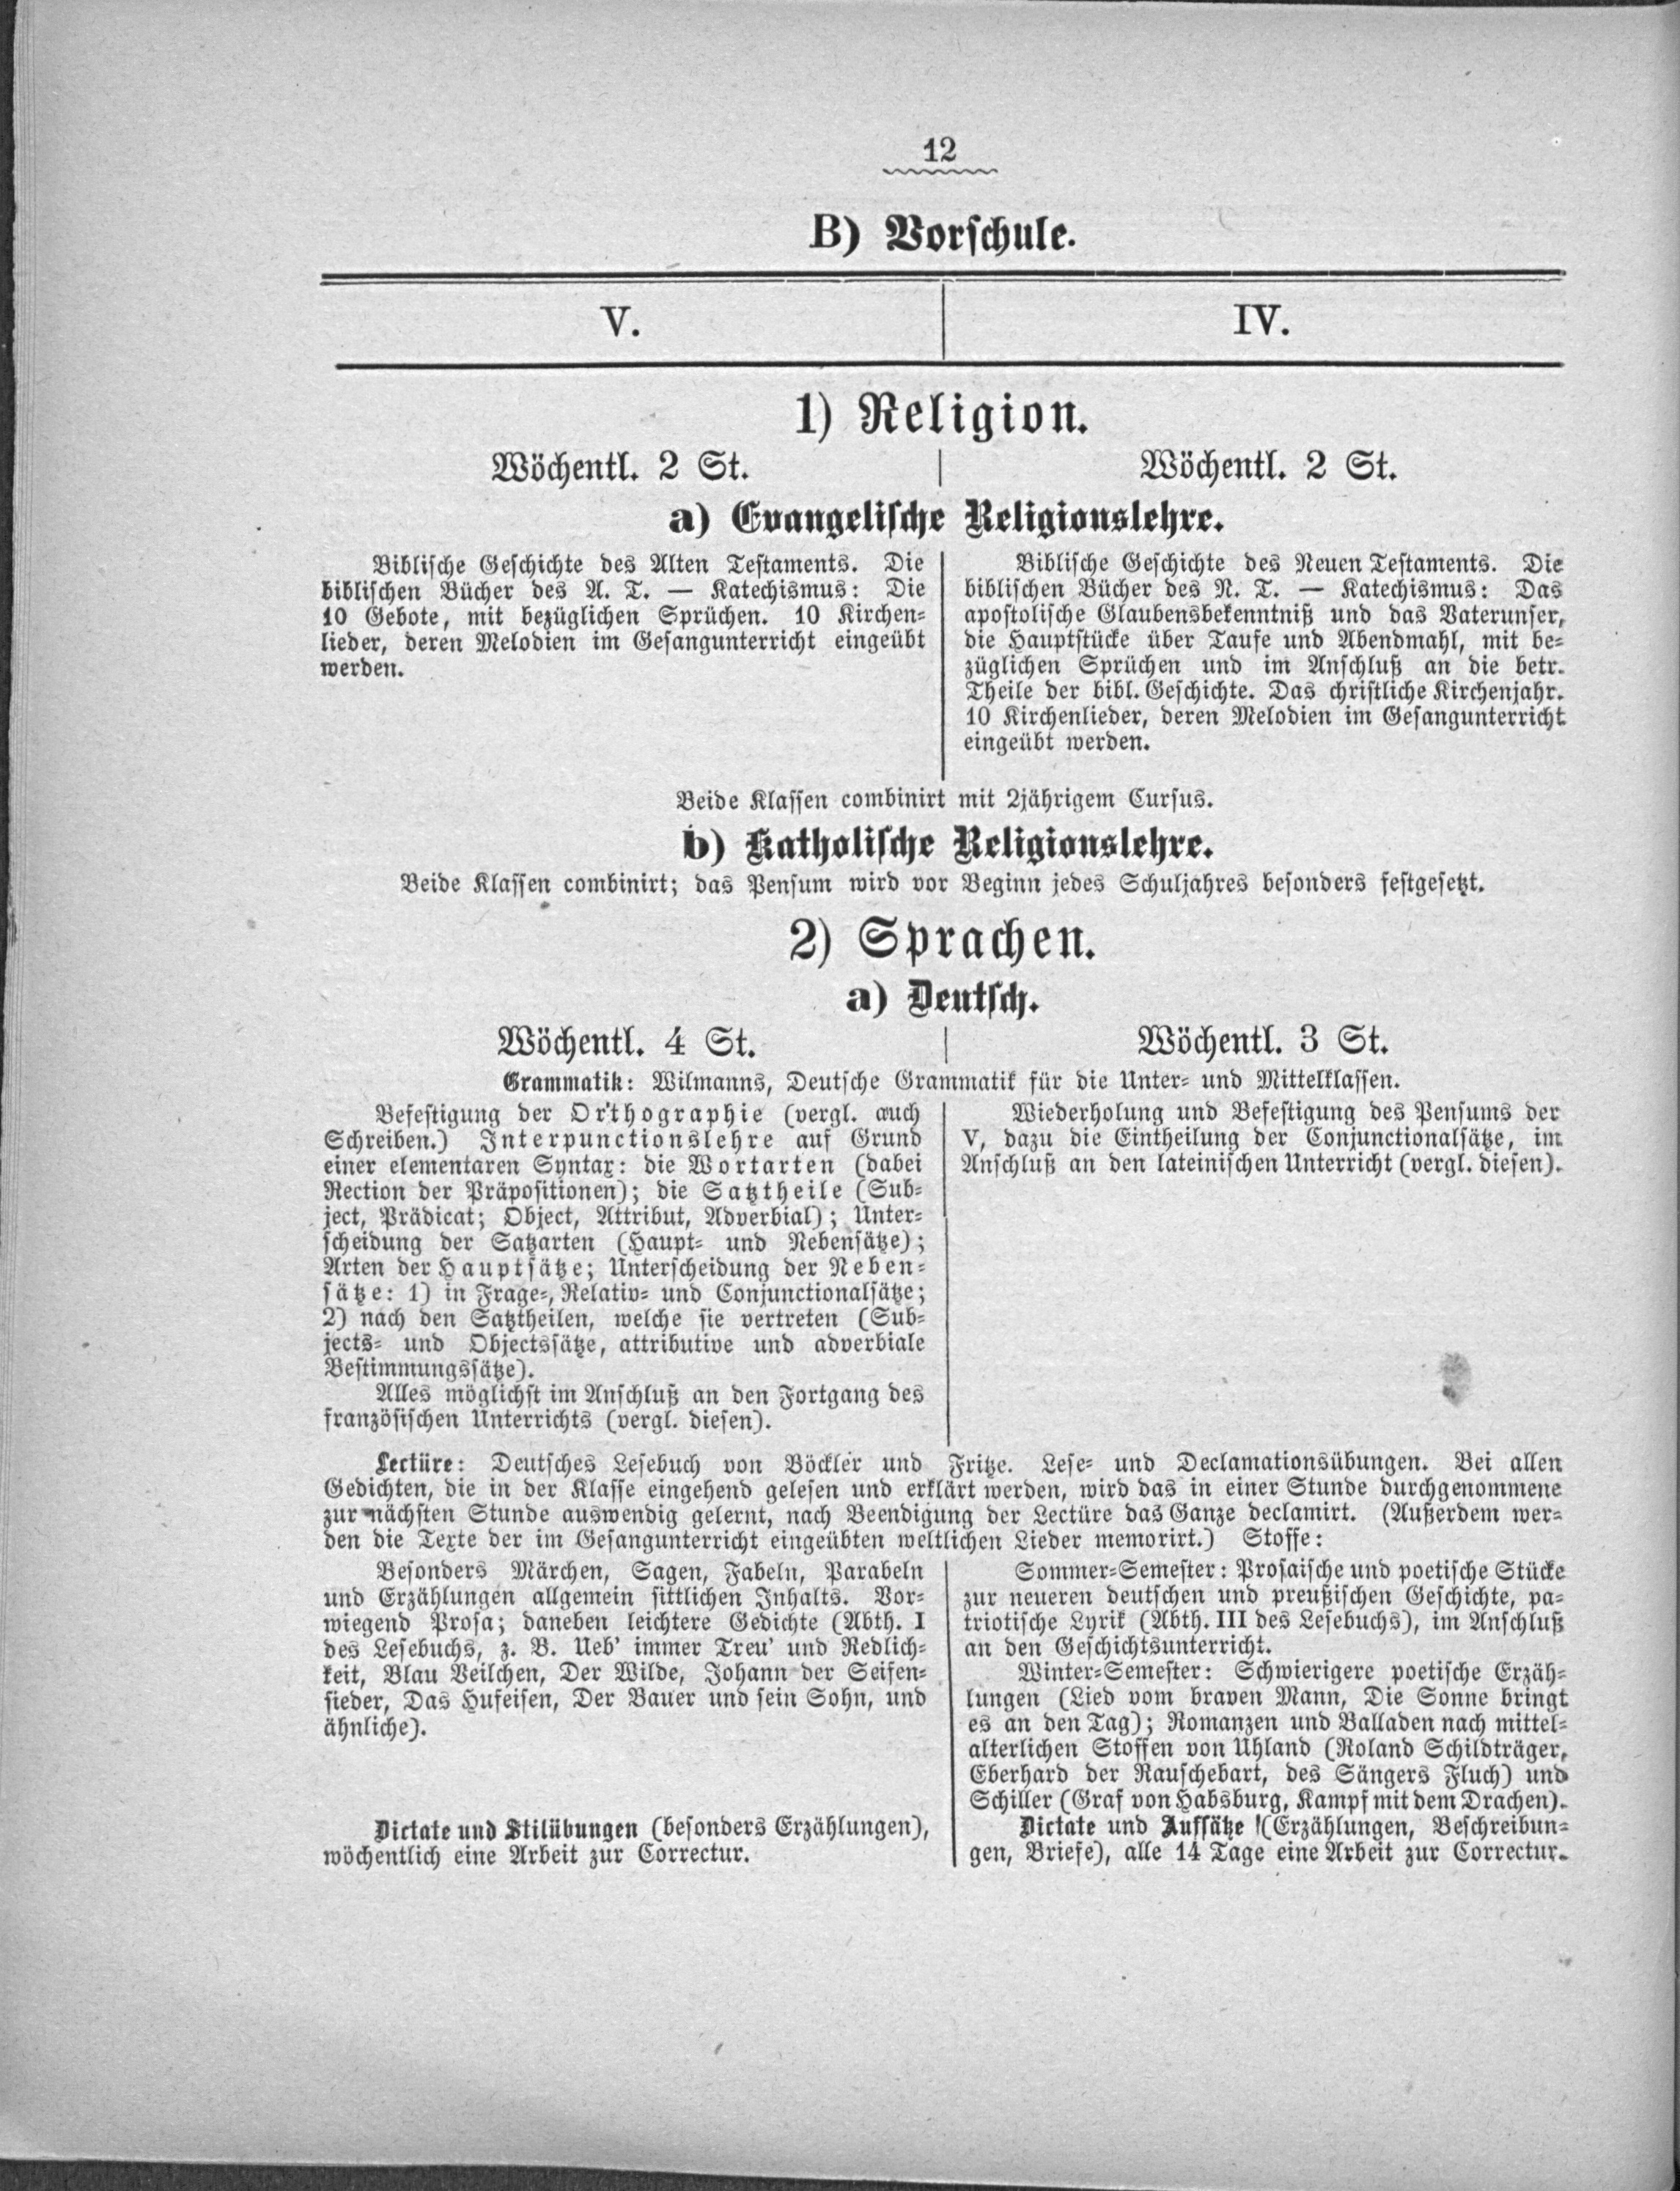 12
B) Vorschule.
V.
IV.
1) Religion.
Wöchentl. 2 St.
Wöchentl. 2 St.
a) Evangelische Religionslehre.
Biblische Geschichte des Alten Testaments. Die
biblischen Bücher des A. T. — Katechismus: Die
10 Gebote, mit bezüglichen Sprüchen. 10 Kirchen-
lieder, deren Melodien im Gesangunterricht eingeübt
werden.
Biblische Geschichte des Neuen Testaments. Die
biblischen Bücher des N. T. — Katechismus: Das
apostolische Glaubensbekenntniß und das Vaterunser,
die Hauptstücke über Taufe und Abendmahl, mit be-
züglichen Sprüchen und im Anschluß an die betr.
Theile der bibl. Geschichte. Das christliche Kirchenjahr.
10 Kirchenlieder, deren Melodien im Gesangunterricht
eingeübt werden.
Beide Klassen combinirt mit 2jährigem Cursus.
b) Katholische Religionslehre.
Beide Klassen combinirt; das Pensum wird vor Beginn jedes Schuljahres besonders festgesetzt.
2) Sprachen.
a) Deutsch.
Wöchentl. 4 St.
Wöchentl. 3 St.
Grammatik: Wilmanns, Deutsche Grammatik für die Unter- und Mittelklassen.
Befestigung der Orthographie (vergl. auch
Schreiben.) Interpunctionslehre auf Grund
einer elementaren Syntax: die Wortarten (dabei
Rection der Präpositionen); die Satztheile (Sub-
ject, Prädicat; Object, Attribut, Adverbial); Unter-
scheidung der Satzarten (Haupt- und Nebensätze);
Arten der Hauptsätze; Unterscheidung der Neben-
sätze: 1) in Frage-, Relativ- und Conjunctionalsätze;
2) nach den Satztheilen, welche sie vertreten (Sub-
jects- und Objectssätze, attributive und adverbiale
Bestimmungssätze).
Alles möglichst im Anschluß an den Fortgang des
französischen Unterrichts (vergl. diesen).
Wiederholung und Befestigung des Pensums der
V, dazu die Eintheilung der Conjunctionalsätze, im
Anschluß an den lateinischen Unterricht (vergl. diesen).
Lectüre: Deutsches Lesebuch von Böckler und Fritze. Lese- und Declamationsübungen. Bei allen
Gedichten, die in der Klasse eingehend gelesen und erklärt werden, wird das in einer Stunde durchgenommene
zur nächsten Stunde auswendig gelernt, nach Beendigung der Lectüre das Ganze declamirt. (Außerdem wer-
den die Texte der im Gesangunterricht eingeübten weltlichen Lieder memorirt.) Stoffe:
Besonders Märchen, Sagen, Fabeln, Parabeln
und Erzählungen allgemein sittlichen Inhalts. Vor-
wiegend Prosa; daneben leichtere Gedichte (Abth. I
des Lesebuchs, z. B. Ueb' immer Treu' und Redlich-
keit, Blau Veilchen, Der Wilde, Johann der Seifen-
sieder, Das Hufeisen, Der Bauer und sein Sohn, und
ähnliche).
Sommer-Semester: Prosaische und poetische Stücke
zur neueren deutschen und preußischen Geschichte, pa-
triotische Lyrik (Abth. III des Lesebuchs), im Anschluß
an den Geschichtsunterricht.
Winter-Semester: Schwierigere poetische Erzäh-
lungen (Lied vom braven Mann, Die Sonne bringt
es an den Tag); Romanzen und Balladen nach mittel-
alterlichen Stoffen von Uhland (Roland Schildträger,
Eberhard der Rauschebart, des Sängers Fluch) und
Schiller (Graf von Habsburg, Kampf mit dem Drachen).
Dictate und Stilübungen (besonders Erzählungen),
wöchentlich eine Arbeit zur Correctur.
Dictate und Aufsätze (Erzählungen, Beschreibun-
gen, Briefe), alle 14 Tage eine Arbeit zur Correctur.